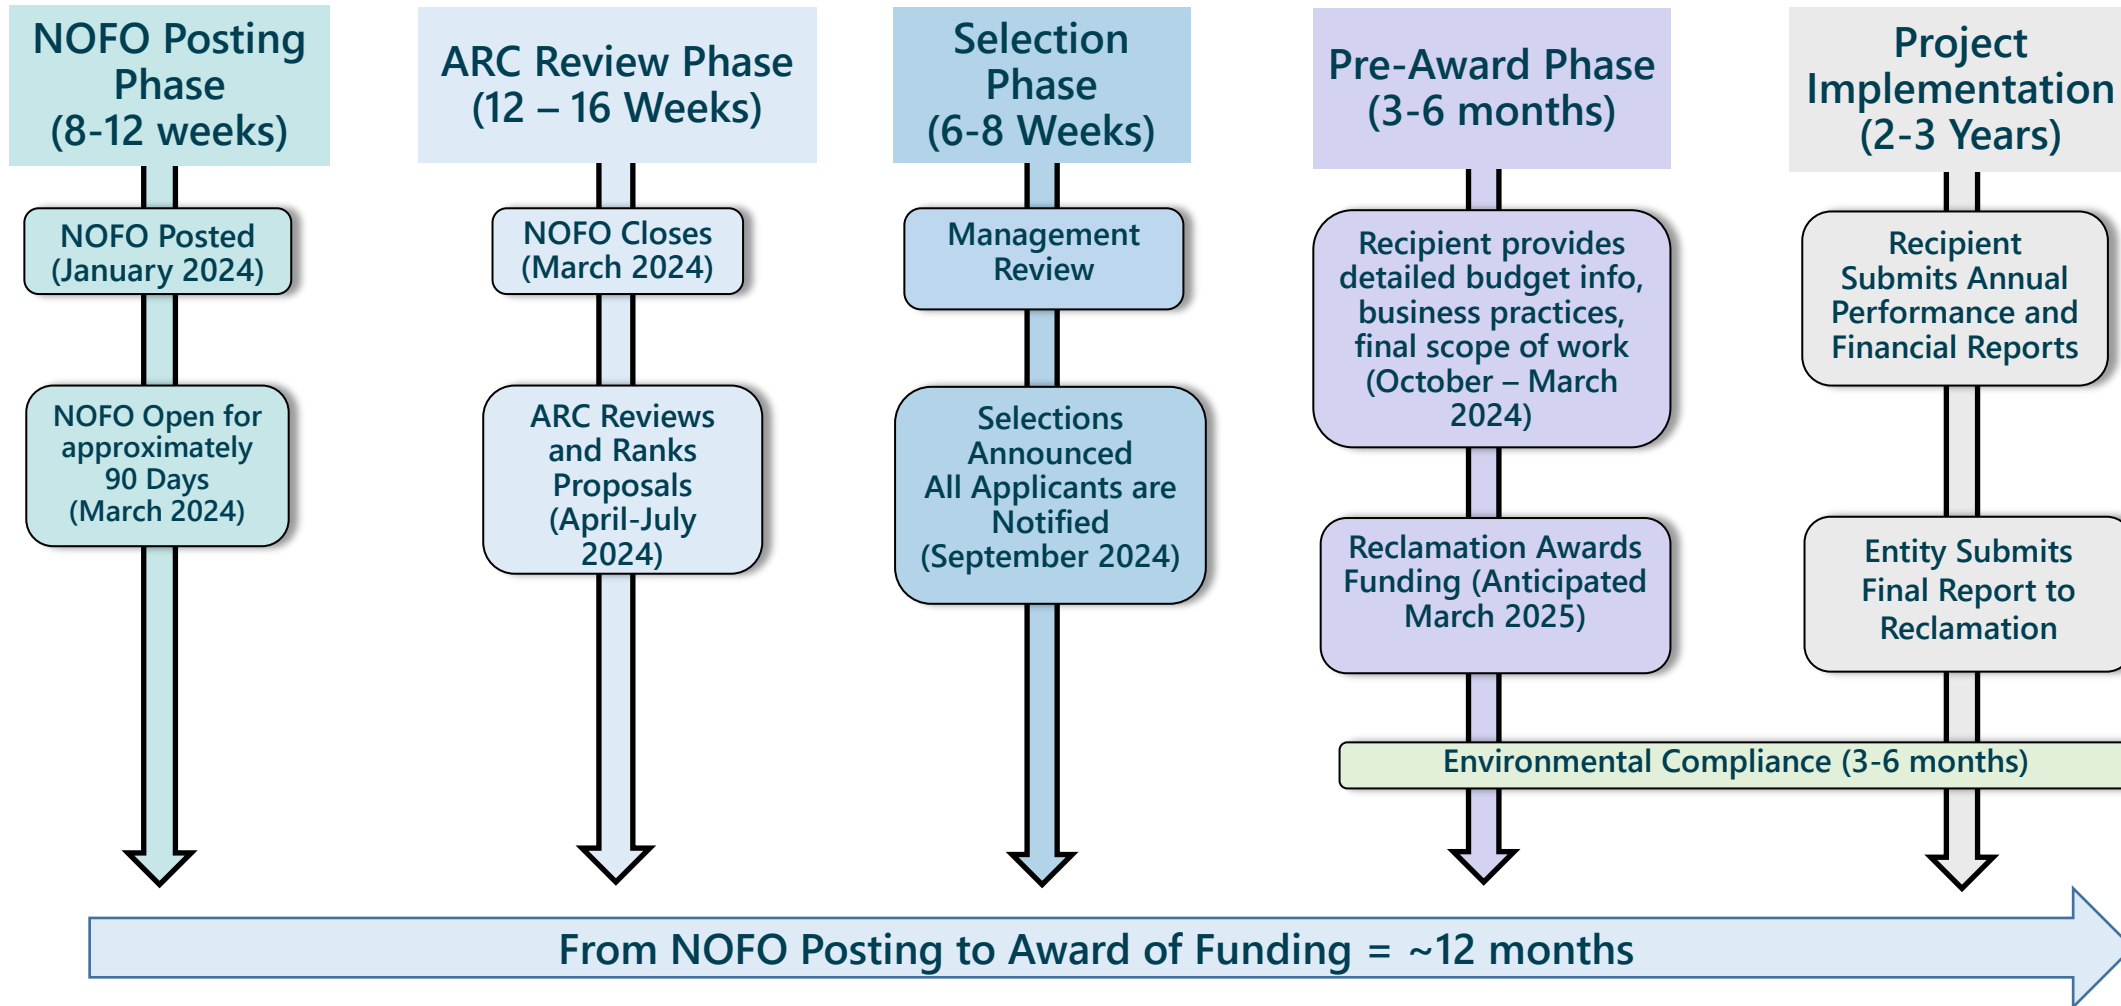 NOFO Posting
Phase
(8-12 weeks)
NOFO Posted
(January 2024)
NOFO Open for
approximately
90 Days
(March 2024)
ARC Review Phase
(12 – 16 Weeks)
NOFO Closes
(March 2024)
ARC Reviews
and Ranks
Proposals
(April-July
2024)
Selection
Phase
(6-8 Weeks)
Management
Review
Selections
Announced
All Applicants are
Notified
(September 2024)
Pre-Award Phase
(3-6 months)
Recipient provides
detailed budget info,
business practices,
final scope of work
(October – March
2024)
Reclamation Awards
Funding (Anticipated
March 2025)
Project
Implementation
(2-3 Years)
Recipient
Submits Annual
Performance and
Financial Reports
Entity Submits
Final Report to
Reclamation
Environmental Compliance (3-6 months)
From NOFO Posting to Award of Funding = ~12 months